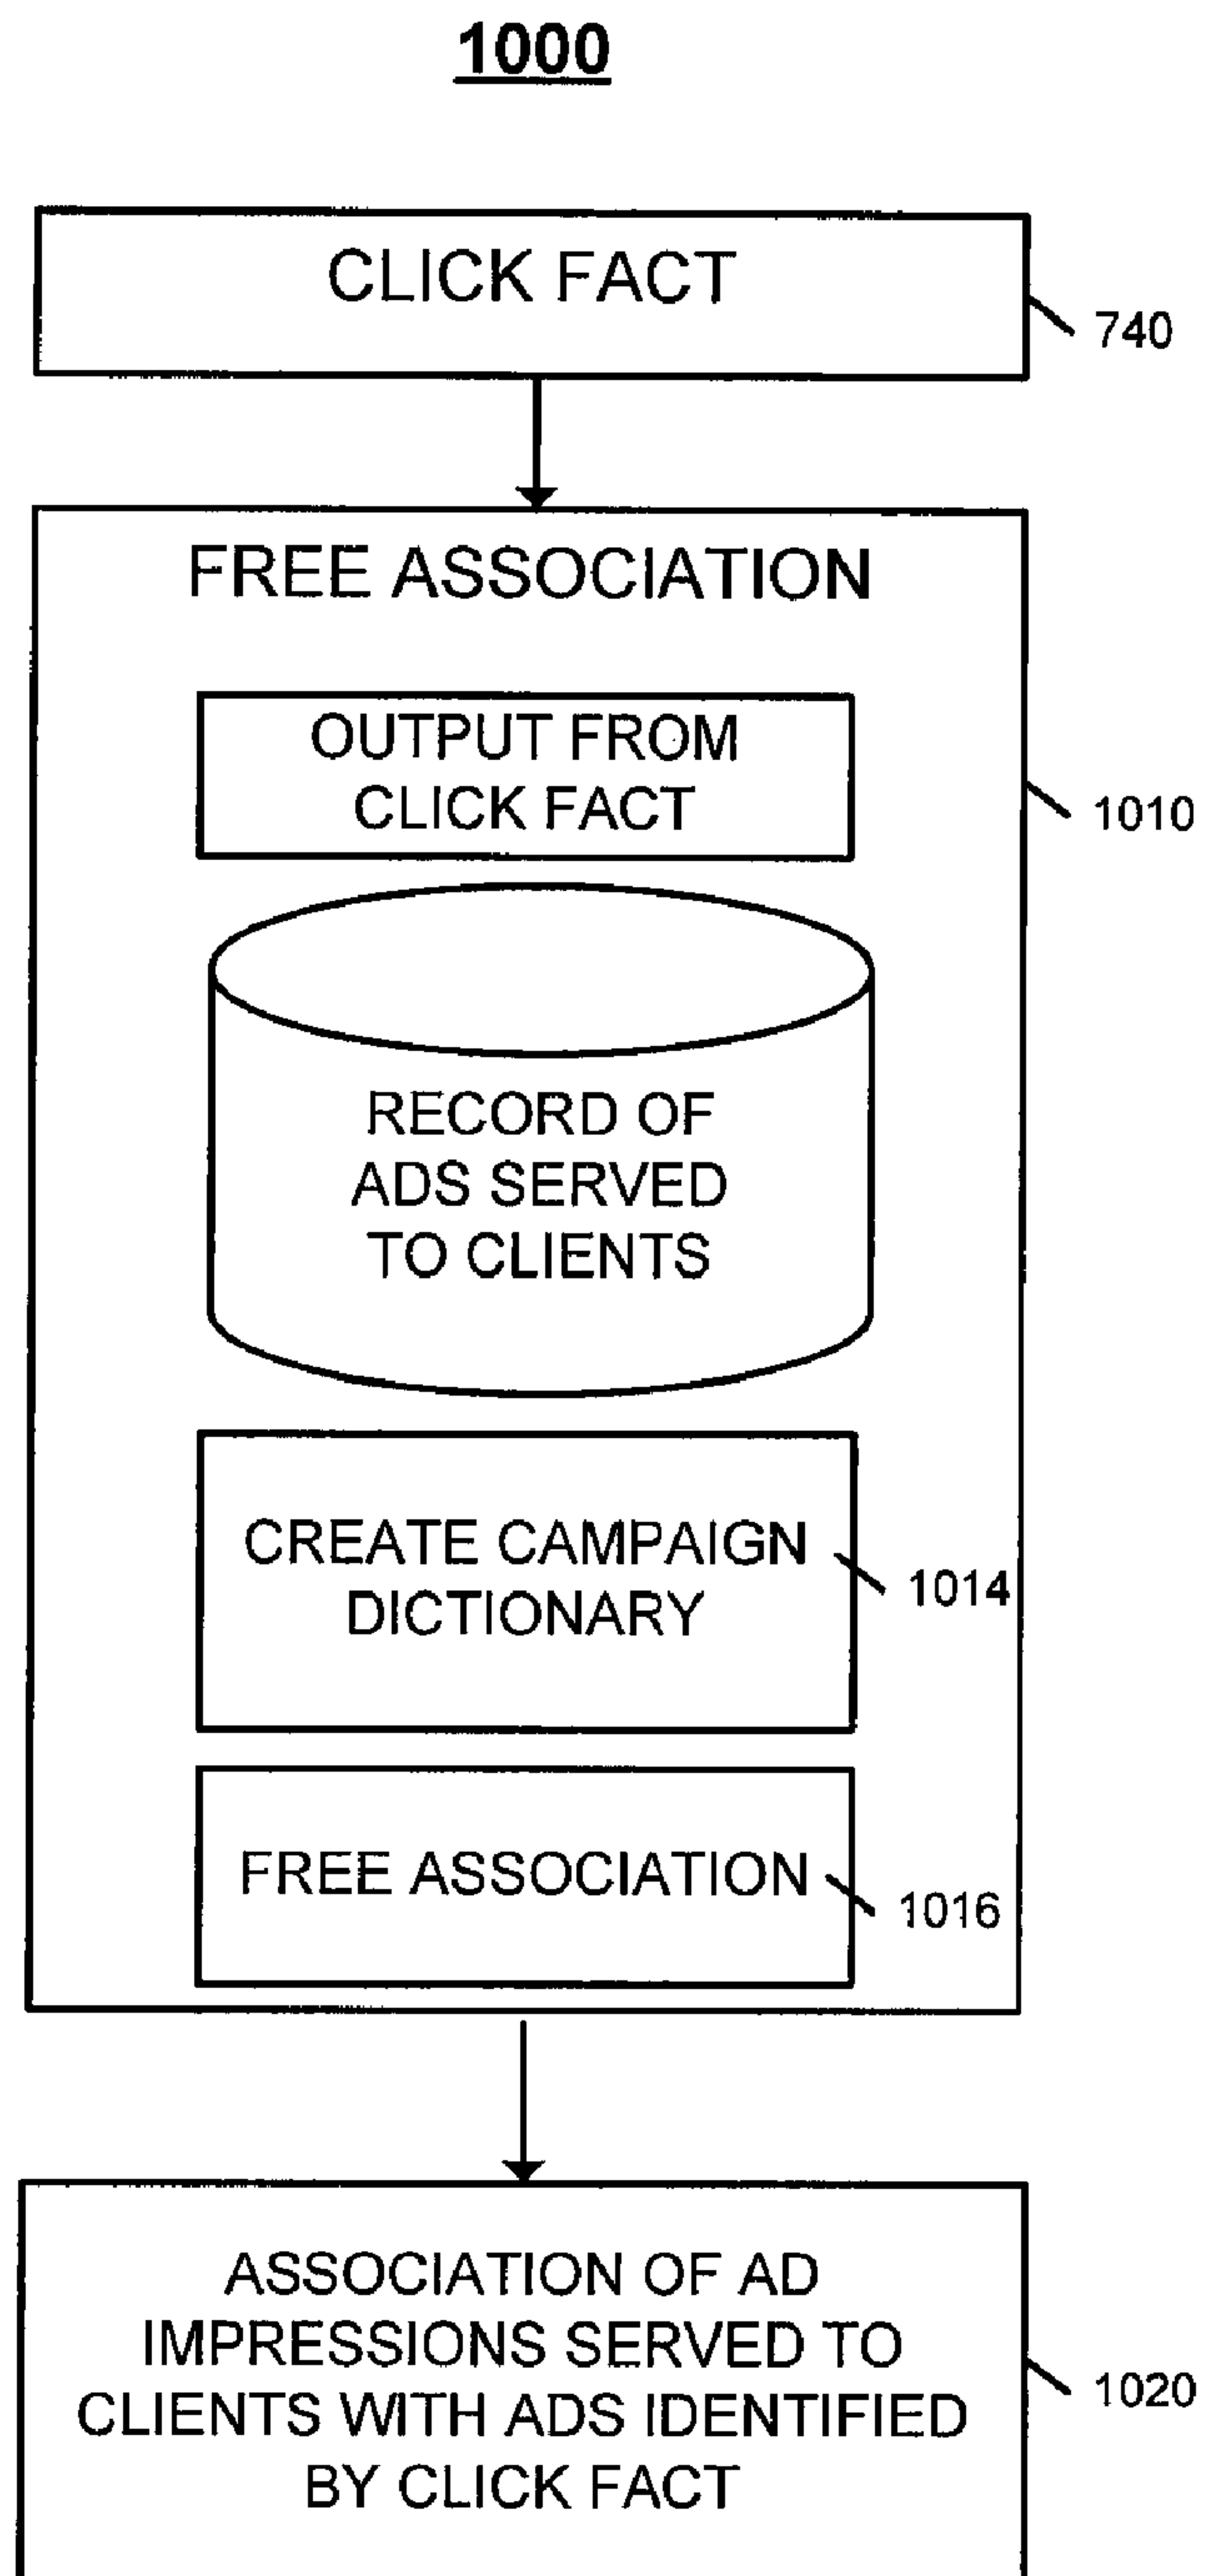 1000
CLICK FACT
740
FREE ASSOCIATION
OUTPUT FROM
CLICK FACT
1010
RECORD OF
ADS SERVED
TO CLIENTS
CREATE CAMPAIGN
DICTIONARY
1014
FREE ASSOCIATION
1016
ASSOCIATION OF AD
IMPRESSIONS SERVED TO
CLIENTS WITH ADS IDENTIFIED
BY CLICK FACT
1020